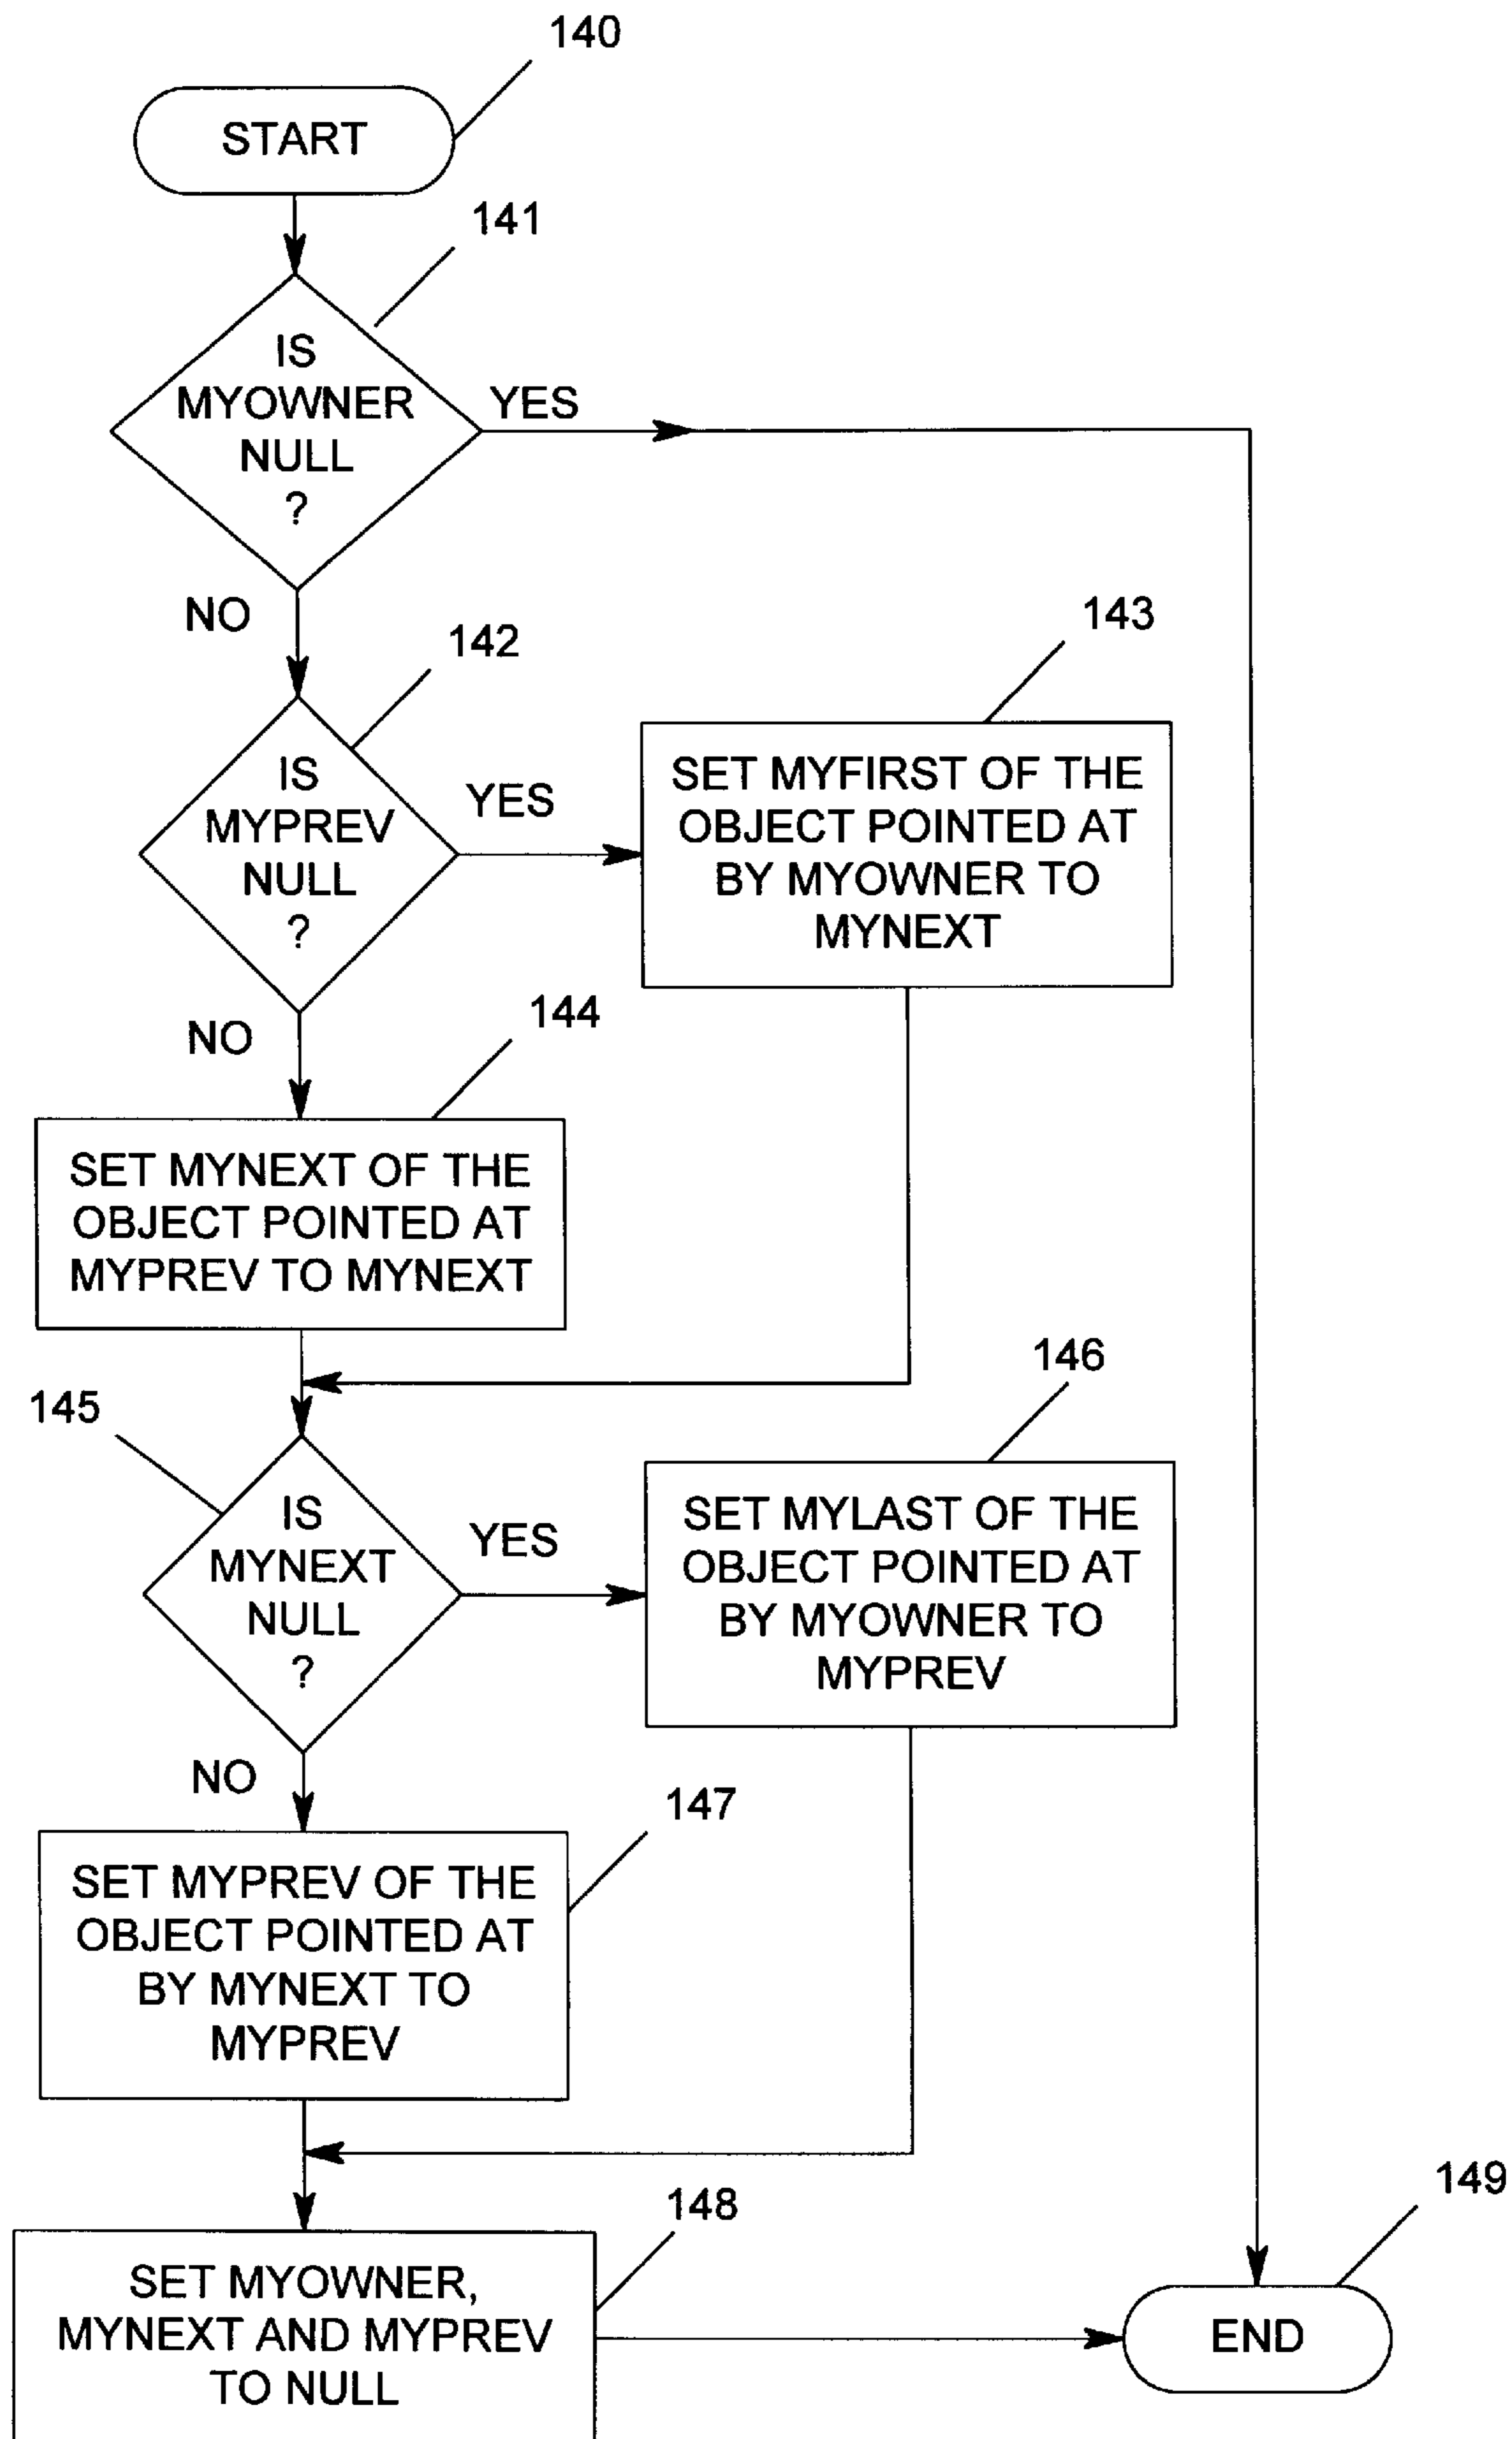 140
START
141
IS
MYOWNER
NULL
?
YES
NO
142
143
IS
MYPREV
NULL
?
YES
SET MYFIRST OF THE
OBJECT POINTED AT
BY MYOWNER TO
MYNEXT
NO
144
SET MYNEXT OF THE
OBJECT POINTED AT
MYPREV TO MYNEXT
145
146
IS
MYNEXT
NULL
?
YES
SET MYLAST OF THE
OBJECT POINTED AT
BY MYOWNER TO
MYPREV
NO
147
SET MYPREV OF THE
OBJECT POINTED AT
BY MYNEXT TO
MYPREV
148
149
SET MYOWNER,
MYNEXT AND MYPREV
TO NULL
END